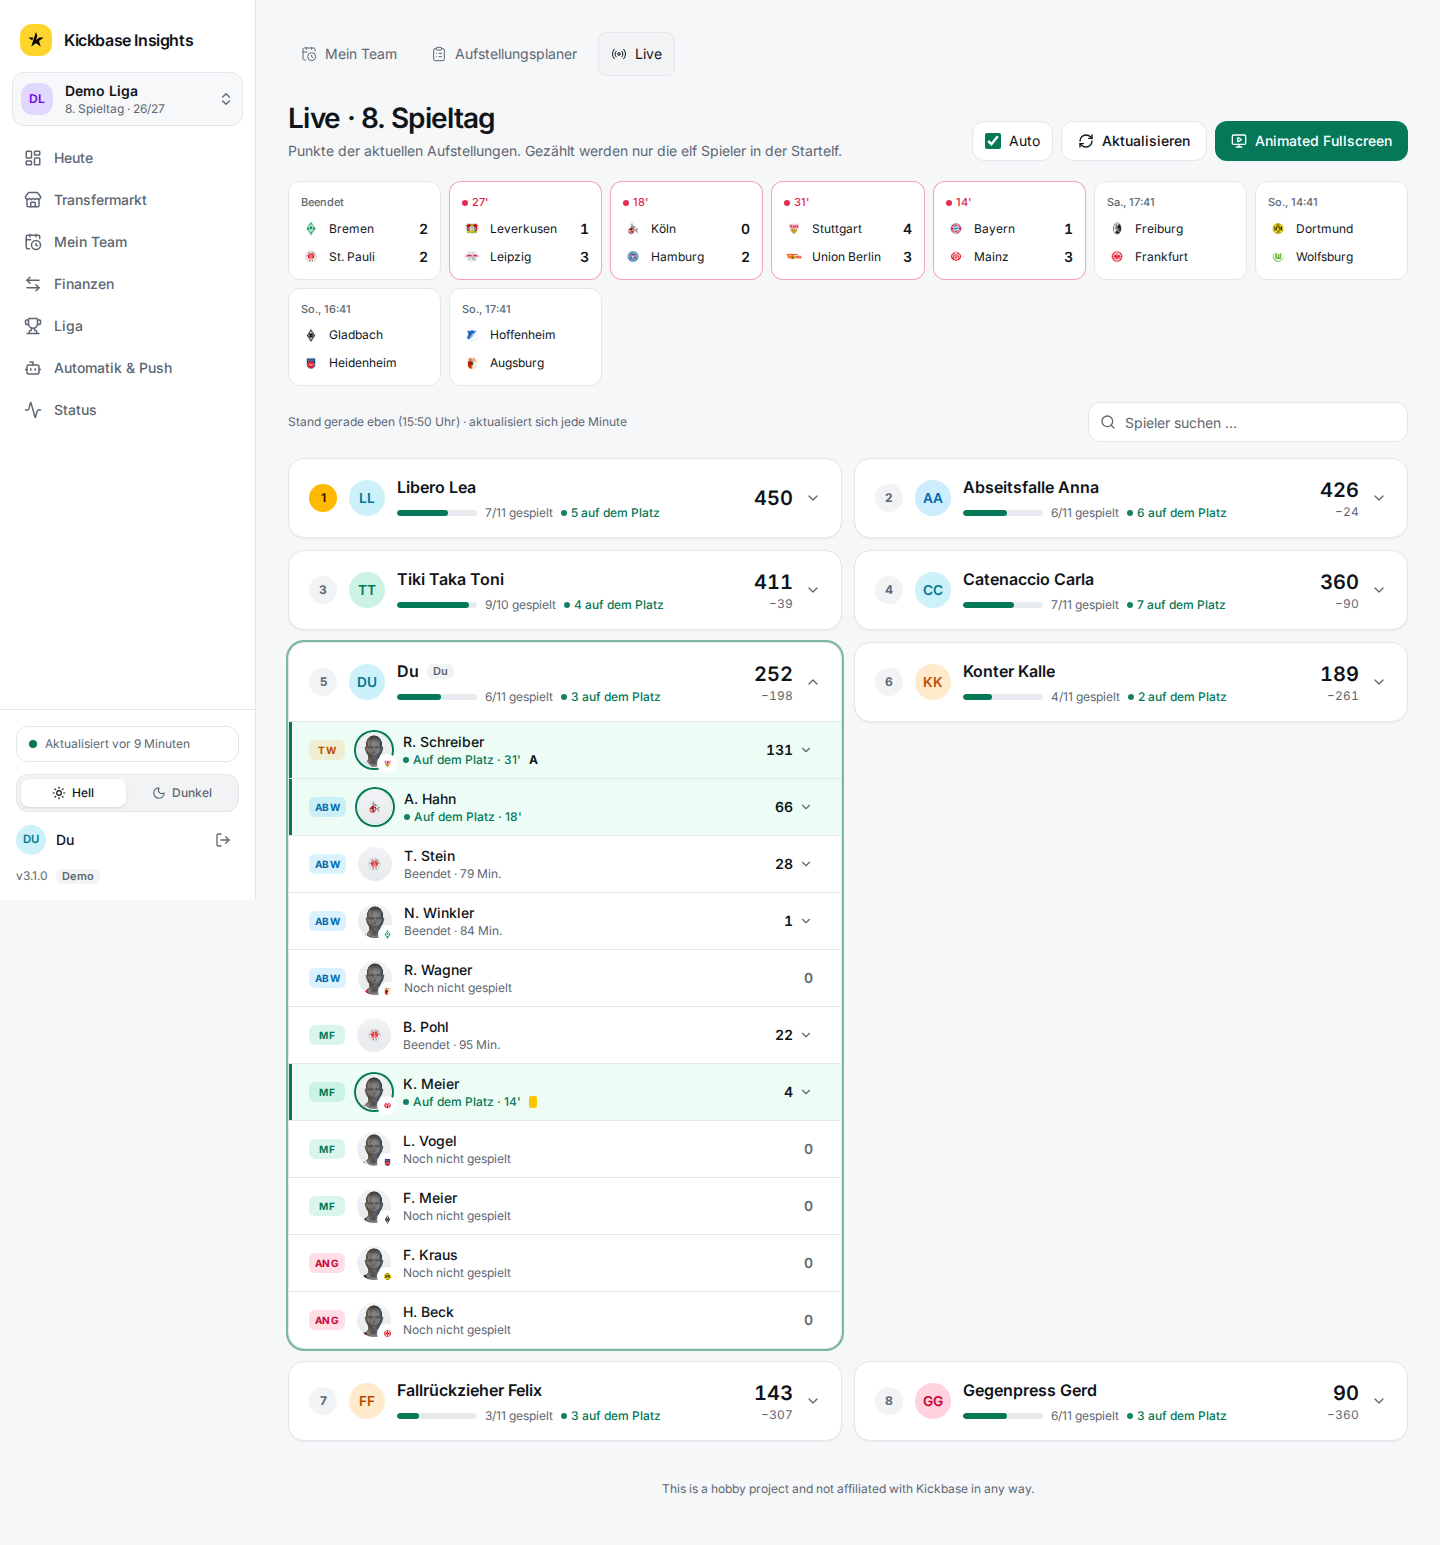 Kickbase Insights
DL
Demo Liga
8. Spieltag · 26/27
Heute
Transfermarkt
Mein Team
Finanzen
Liga
Automatik & Push
Status
Aktualisiert vor 9 Minuten
Hell
Dunkel
DU
Du
v3.1.0
Demo
Mein Team
Aufstellungsplaner
Live
Live · 8. Spieltag
Punkte der aktuellen Aufstellungen. Gezählt werden nur die elf Spieler in der Startelf.
Auto
Aktualisieren
Animated Fullscreen
Beendet
Bremen 2
St. Pauli 2
27'
Leverkusen 1
Leipzig 3
18'
Köln 0
Hamburg 2
31'
Stuttgart 4
Union Berlin 3
14'
Bayern 1
Mainz 3
Sa., 17:41
Freiburg
Frankfurt
So., 14:41
Dortmund
Wolfsburg
So., 16:41
Gladbach
Heidenheim
So., 17:41
Hoffenheim
Augsburg
Stand gerade eben (15:50 Uhr) · aktualisiert sich jede Minute
Spieler suchen ...
1
LL
Libero Lea
7/11 gespielt
5 auf dem Platz
450
2
AA
Abseitsfalle Anna
6/11 gespielt
6 auf dem Platz
426
−24
3
TT
Tiki Taka Toni
9/10 gespielt
4 auf dem Platz
411
−39
4
CC
Catenaccio Carla
7/11 gespielt
7 auf dem Platz
360
−90
5
DU
Du
Du
6/11 gespielt
3 auf dem Platz
252
−198
TW
R. Schreiber
Auf dem Platz · 31' A
131
ABW
A. Hahn
Auf dem Platz · 18'
66
ABW
T. Stein
Beendet · 79 Min.
28
ABW
N. Winkler
Beendet · 84 Min.
1
ABW
R. Wagner
Noch nicht gespielt
0
MF
B. Pohl
Beendet · 95 Min.
22
MF
K. Meier
Auf dem Platz · 14'
4
MF
L. Vogel
Noch nicht gespielt
0
MF
F. Meier
Noch nicht gespielt
0
ANG
F. Kraus
Noch nicht gespielt
0
ANG
H. Beck
Noch nicht gespielt
0
6
KK
Konter Kalle
4/11 gespielt
2 auf dem Platz
189
−261
7
FF
Fallrückzieher Felix
3/11 gespielt
3 auf dem Platz
143
−307
8
GG
Gegenpress Gerd
6/11 gespielt
3 auf dem Platz
90
−360
This is a hobby project and not affiliated with Kickbase in any way.